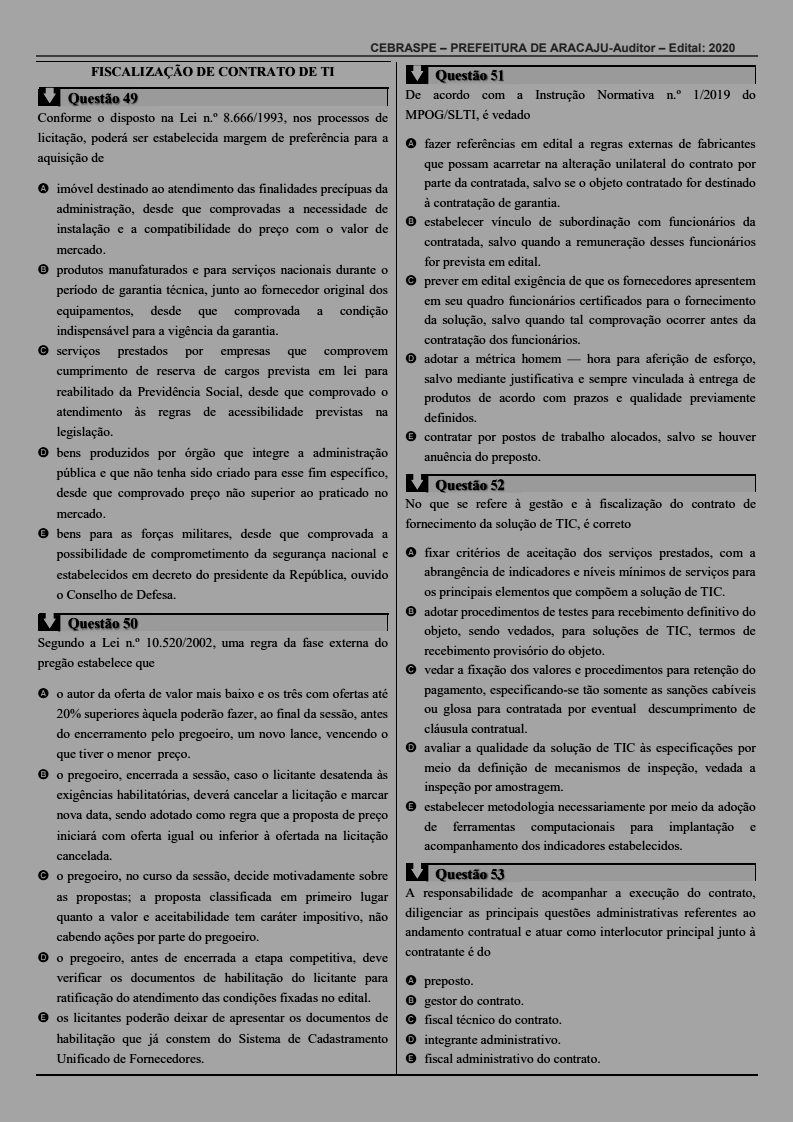 CEBRASPE – PREFEITURA DE ARACAJU-Auditor – Edital: 2020
FISCALIZAÇÃO DE CONTRATO DE TI
Questão 49
Conforme o disposto na Lei n.º 8.666/1993, nos processos de
licitação, poderá ser estabelecida margem de preferência para a
aquisição de
A imóvel destinado ao atendimento das finalidades precípuas da
administração, desde que comprovadas a necessidade de
instalação e a compatibilidade do preço com o valor de
mercado.
B produtos manufaturados e para serviços nacionais durante o
período de garantia técnica, junto ao fornecedor original dos
equipamentos, desde que comprovada a condição
indispensável para a vigência da garantia.
C serviços prestados por empresas que comprovem
cumprimento de reserva de cargos prevista em lei para
reabilitado da Previdência Social, desde que comprovado o
atendimento às regras de acessibilidade previstas na
legislação.
D bens produzidos por órgão que integre a administração
pública e que não tenha sido criado para esse fim específico,
desde que comprovado preço não superior ao praticado no
mercado.
E bens para as forças militares, desde que comprovada a
possibilidade de comprometimento da segurança nacional e
estabelecidos em decreto do presidente da República, ouvido
o Conselho de Defesa.
Questão 50
Segundo a Lei n.º 10.520/2002, uma regra da fase externa do
pregão estabelece que
A o autor da oferta de valor mais baixo e os três com ofertas até
20% superiores àquela poderão fazer, ao final da sessão, antes
do encerramento pelo pregoeiro, um novo lance, vencendo o
que tiver o menor preço.
B o pregoeiro, encerrada a sessão, caso o licitante desatenda às
exigências habilitatórias, deverá cancelar a licitação e marcar
nova data, sendo adotado como regra que a proposta de preço
iniciará com oferta igual ou inferior à ofertada na licitação
cancelada.
C o pregoeiro, no curso da sessão, decide motivadamente sobre
as propostas; a proposta classificada em primeiro lugar
quanto a valor e aceitabilidade tem caráter impositivo, não
cabendo ações por parte do pregoeiro.
D o pregoeiro, antes de encerrada a etapa competitiva, deve
verificar os documentos de habilitação do licitante para
ratificação do atendimento das condições fixadas no edital.
E os licitantes poderão deixar de apresentar os documentos de
habilitação que já constem do Sistema de Cadastramento
Unificado de Fornecedores.
Questão 51
De acordo com a Instrução Normativa n.º 1/2019 do
MPOG/SLTI, é vedado
A fazer referências em edital a regras externas de fabricantes
que possam acarretar na alteração unilateral do contrato por
parte da contratada, salvo se o objeto contratado for destinado
à contratação de garantia.
B estabelecer vínculo de subordinação com funcionários da
contratada, salvo quando a remuneração desses funcionários
for prevista em edital.
C prever em edital exigência de que os fornecedores apresentem
em seu quadro funcionários certificados para o fornecimento
da solução, salvo quando tal comprovação ocorrer antes da
contratação dos funcionários.
D adotar a métrica homem — hora para aferição de esforço,
salvo mediante justificativa e sempre vinculada à entrega de
produtos de acordo com prazos e qualidade previamente
definidos.
E contratar por postos de trabalho alocados, salvo se houver
anuência do preposto.
Questão 52
No que se refere à gestão e à fiscalização do contrato de
fornecimento da solução de TIC, é correto
A fixar critérios de aceitação dos serviços prestados, com a
abrangência de indicadores e níveis mínimos de serviços para
os principais elementos que compõem a solução de TIC.
B adotar procedimentos de testes para recebimento definitivo do
objeto, sendo vedados, para soluções de TIC, termos de
recebimento provisório do objeto.
C vedar a fixação dos valores e procedimentos para retenção do
pagamento, especificando-se tão somente as sanções cabíveis
ou glosa para contratada por eventual descumprimento de
cláusula contratual.
D avaliar a qualidade da solução de TIC às especificações por
meio da definição de mecanismos de inspeção, vedada a
inspeção por amostragem.
E estabelecer metodologia necessariamente por meio da adoção
de ferramentas computacionais para implantação e
acompanhamento dos indicadores estabelecidos.
Questão 53
A responsabilidade de acompanhar a execução do contrato,
diligenciar as principais questões administrativas referentes ao
andamento contratual e atuar como interlocutor principal junto à
contratante é do
A preposto.
B gestor do contrato.
C fiscal técnico do contrato.
D integrante administrativo.
E fiscal administrativo do contrato.